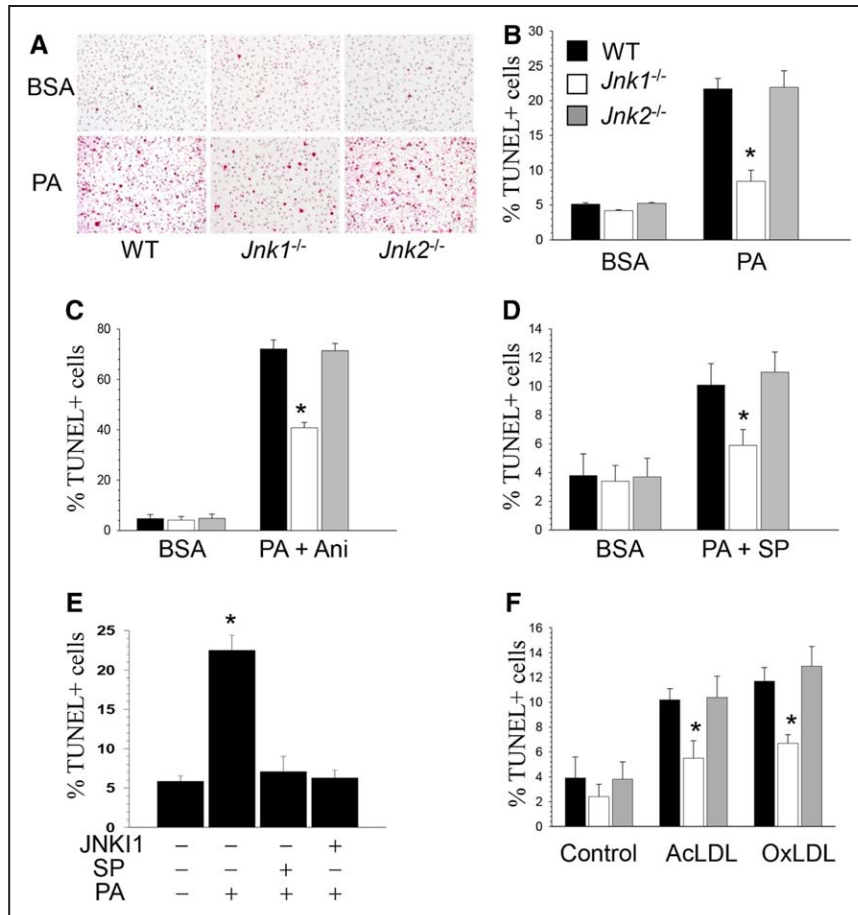 A
BSA
PA
WT Jnk1-/- Jnk2-/-
B
WT
Jnk1-/-
Jnk2-/-
% TUNEL+ cells
30
25
20
15
10
5
0
*
BSA PA
C
% TUNEL+ cells
80
60
40
20
0
*
BSA PA + Ani
D
% TUNEL+ cells
14
12
10
8
6
4
2
0
*
BSA PA + SP
E
% TUNEL+ cells
25
20
15
10
5
0
*
JNKI1 – – – +
SP – – + –
PA – + + +
F
% TUNEL+ cells
16
14
12
10
8
6
4
2
0
* *
Control AcLDL OxLDL